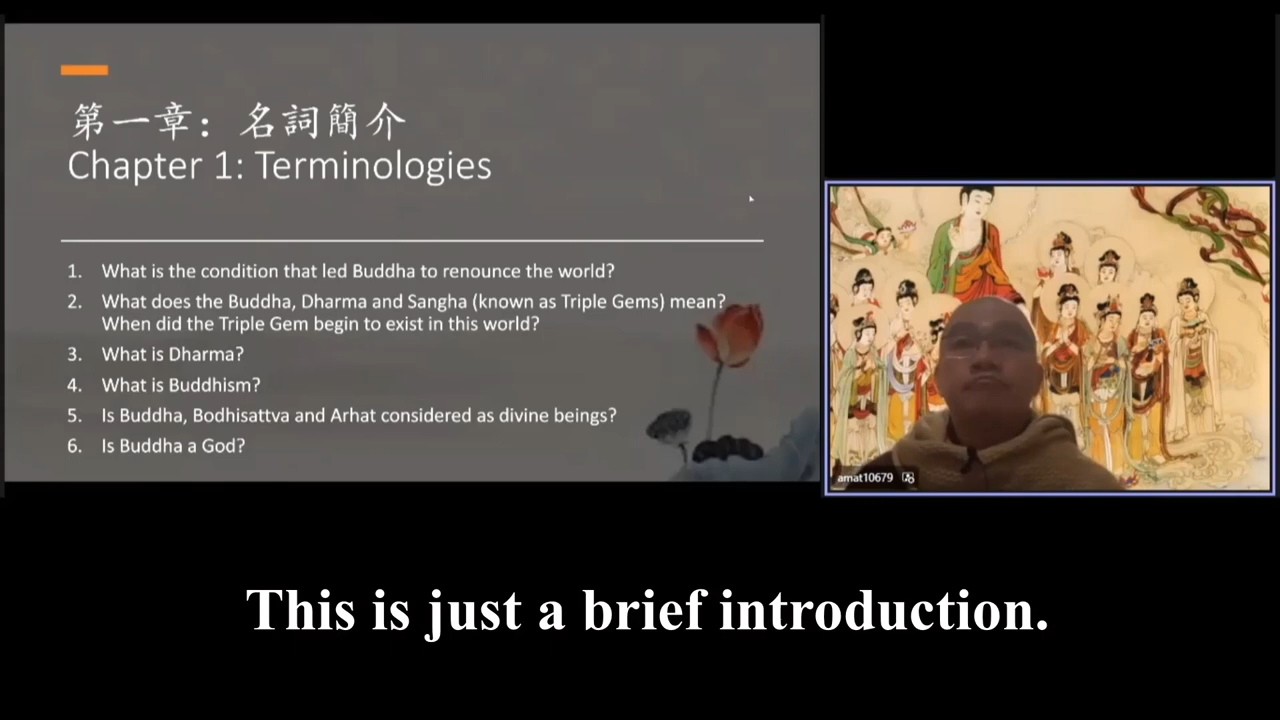 第一章：名詞簡介
Chapter 1: Terminologies
1. What is the condition that led Buddha to renounce the world?
2. What does the Buddha, Dharma and Sangha (known as Triple Gems) mean?
When did the Triple Gem begin to exist in this world?
3. What is Dharma?
4. What is Buddhism?
5. Is Buddha, Bodhisattva and Arhat considered as divine beings?
6. Is Buddha a God?
amat10679
This is just a brief introduction.